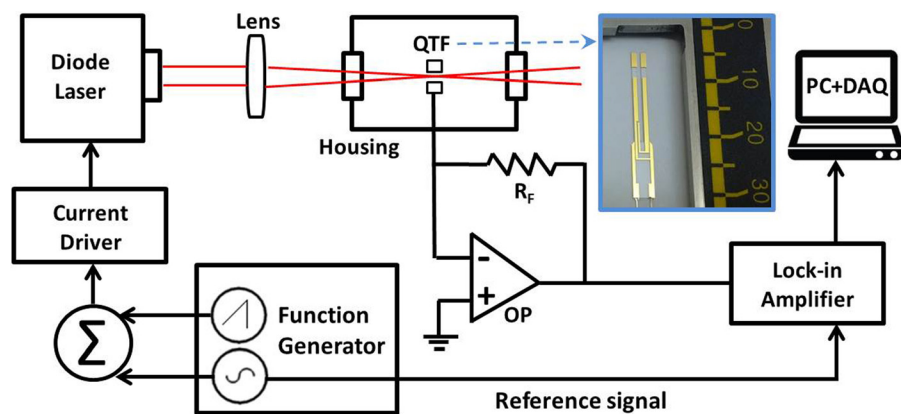 Diode
Laser
Lens
QTF
Housing
R_F
Current
Driver
Function
Generator
Σ
-
+
OP
0
10
20
30
PC+DAQ
Lock-in
Amplifier
Reference signal